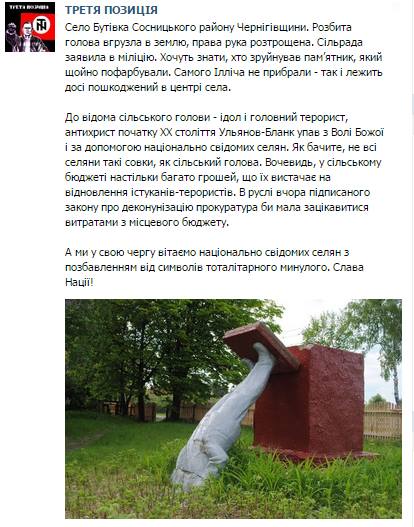 ТРЕТЯ ПОЗИЦІЯ
ТРЕТЯ ПОЗИЦІЯ
Село Бутівка Сосницького району Чернігівщини. Розбита
голова вгрузла в землю, права рука розтрощена. Сільрада
заявила в міліцію. Хочуть знати, хто зруйнував пам'ятник, який
щойно пофарбували. Самого Ілліча не прибрали - так і лежить
досі пошкоджений в центрі села.
До відома сільського голови - ідол і головний терорист,
антихрист початку ХХ століття Ульянов-Бланк упав з Волі Божої
і за допомогою національно свідомих селян. Як бачите, не всі
селяни такі совки, як сільський голова. Вочевидь, у сільському
бюджеті настільки багато грошей, що їх вистачає на
відновлення істуканів-терористів. В руслі вчора підписаного
закону про деконунізацію прокуратура би мала зацікавитися
витратами з місцевого бюджету.
А ми у свою чергу вітаємо національно свідомих селян з
позбавленням від символів тоталітарного минулого. Слава
Нації!